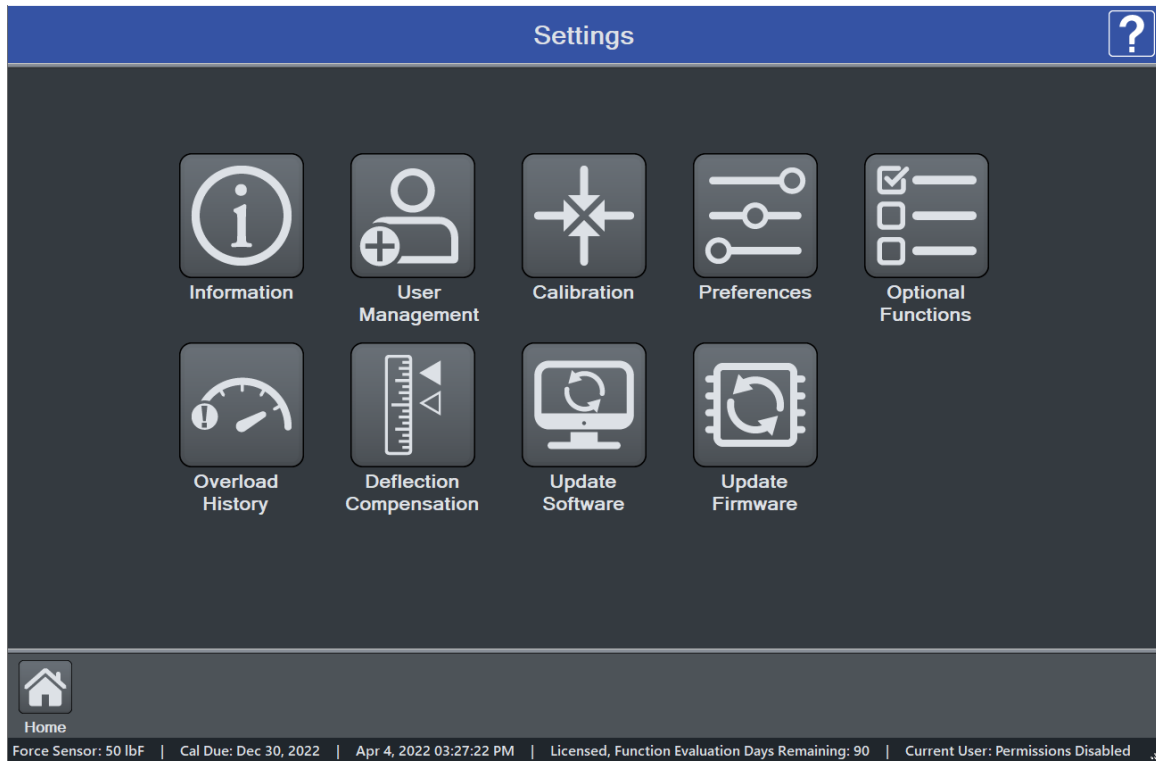 Settings
?
Information
User
Management
Calibration
Preferences
Optional
Functions
Overload
History
Deflection
Compensation
Update
Software
Update
Firmware
Home
Force Sensor: 50 lbF | Cal Due: Dec 30, 2022 | Apr 4, 2022 03:27:22 PM | Licensed, Function Evaluation Days Remaining: 90 | Current User: Permissions Disabled